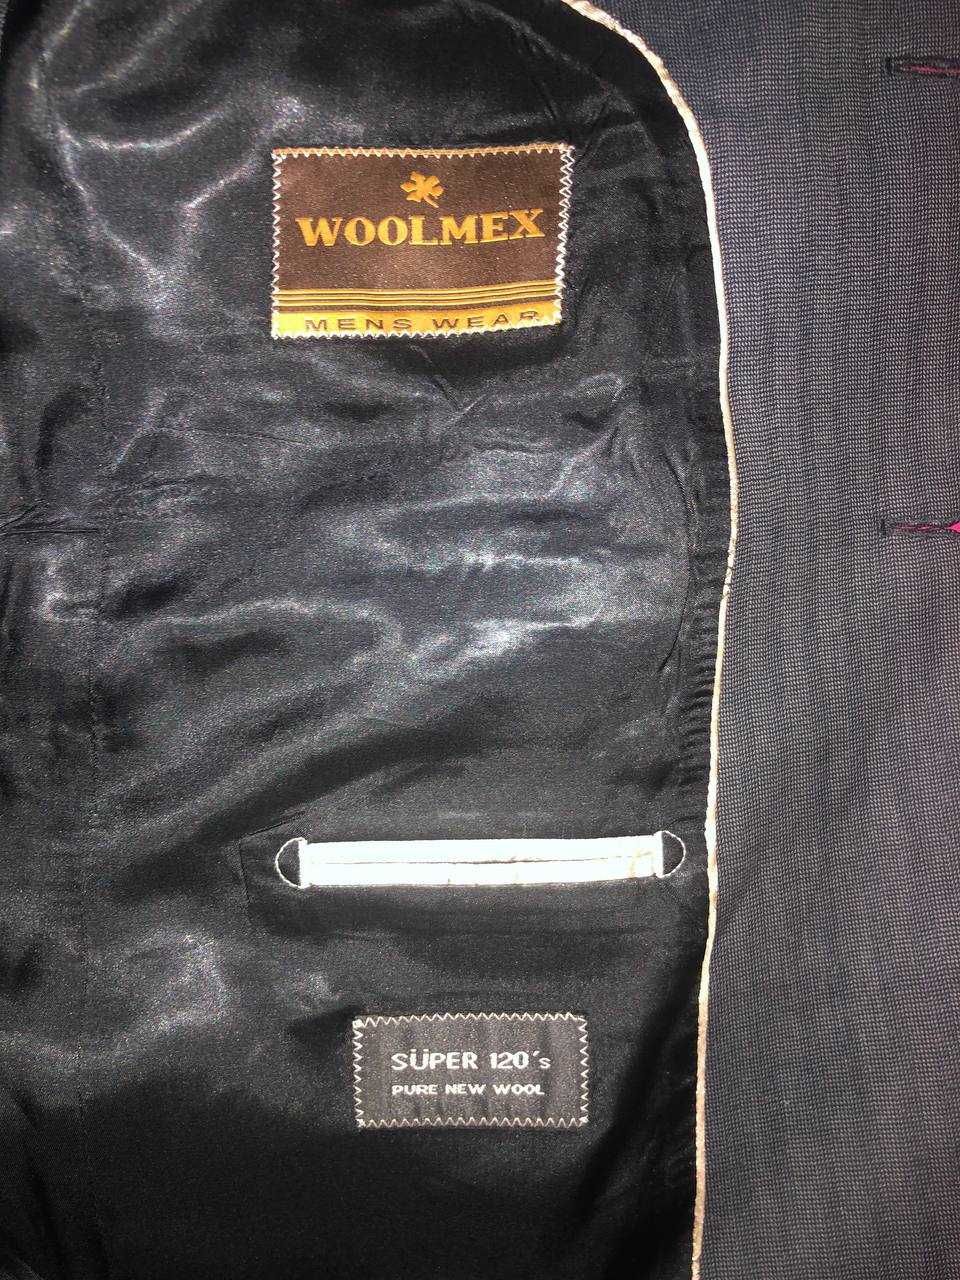 WOOLMEX
MENS WEAR
SÜPER 120's
PURE NEW WOOL